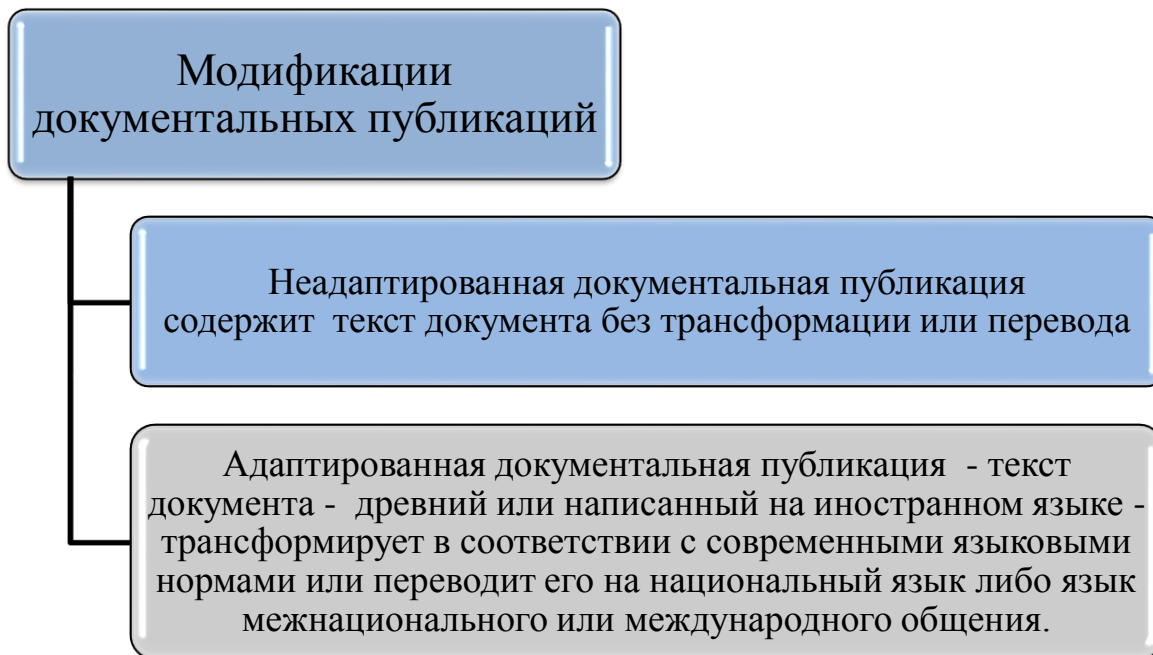 Модификации
документальных публикаций
Неадаптированная документальная публикация
содержит текст документа без трансформации или перевода
Адаптированная документальная публикация - текст
документа - древний или написанный на иностранном языке -
трансформирует в соответствии с современными языковыми
нормами или переводит его на национальный язык либо язык
межнационального или международного общения.